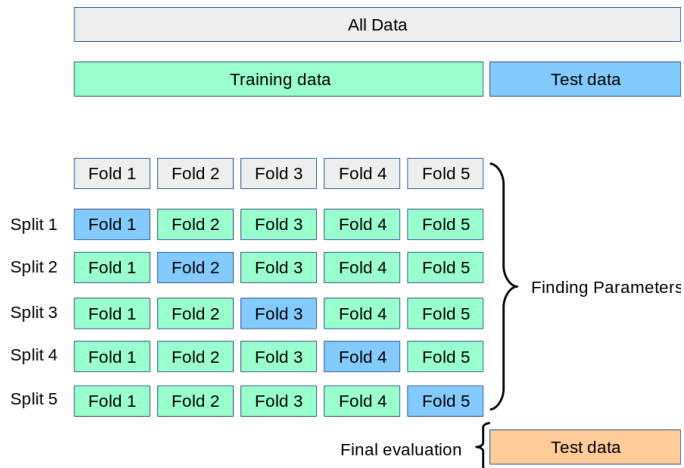 All Data
Training data Test data
Fold 1 Fold 2 Fold 3 Fold 4 Fold 5
Split 1 Fold 1 Fold 2 Fold 3 Fold 4 Fold 5
Split 2 Fold 1 Fold 2 Fold 3 Fold 4 Fold 5
Finding Parameters
Split 3 Fold 1 Fold 2 Fold 3 Fold 4 Fold 5
Split 4 Fold 1 Fold 2 Fold 3 Fold 4 Fold 5
Split 5 Fold 1 Fold 2 Fold 3 Fold 4 Fold 5
Final evaluation Test data